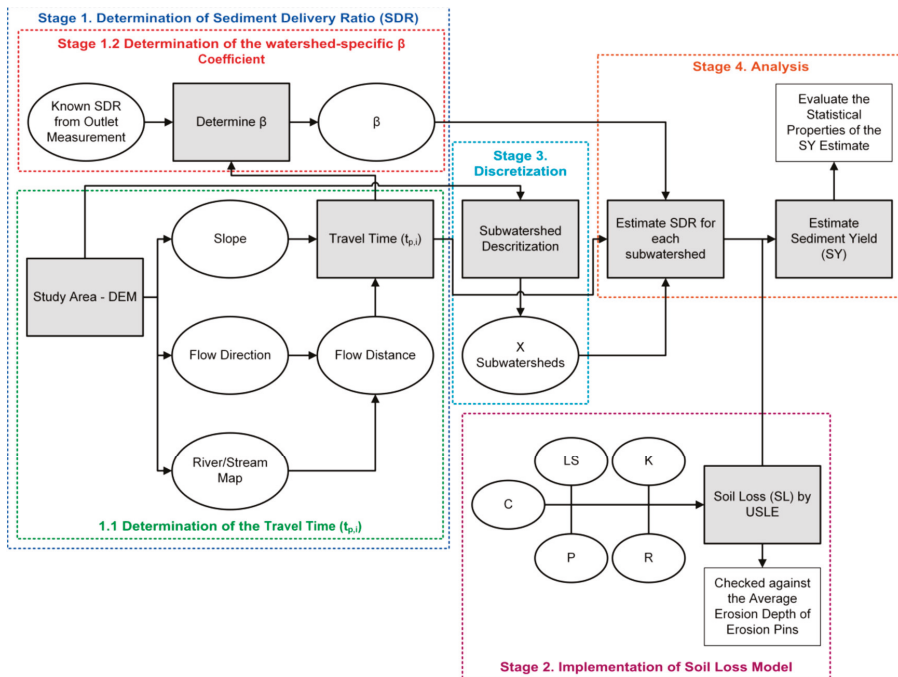 Stage 1. Determination of Sediment Delivery Ratio (SDR)
Stage 1.2 Determination of the watershed-specific β
Coefficient
Known SDR
from Outlet
Measurement
Determine β
β
Stage 4. Analysis
Evaluate the
Statistical
Properties of the
SY Estimate
Stage 3.
Discretization
Slope
Travel Time (tp,i)
Subwatershed
Descritization
Estimate SDR for
each
subwatershed
Estimate
Sediment Yield
(SY)
Study Area - DEM
Flow Direction
Flow Distance
X
Subwatersheds
River/Stream
Map
1.1 Determination of the Travel Time (tp,i)
LS
K
C
Soil Loss (SL) by
USLE
P
R
Checked against
the Average
Erosion Depth of
Erosion Pins
Stage 2. Implementation of Soil Loss Model